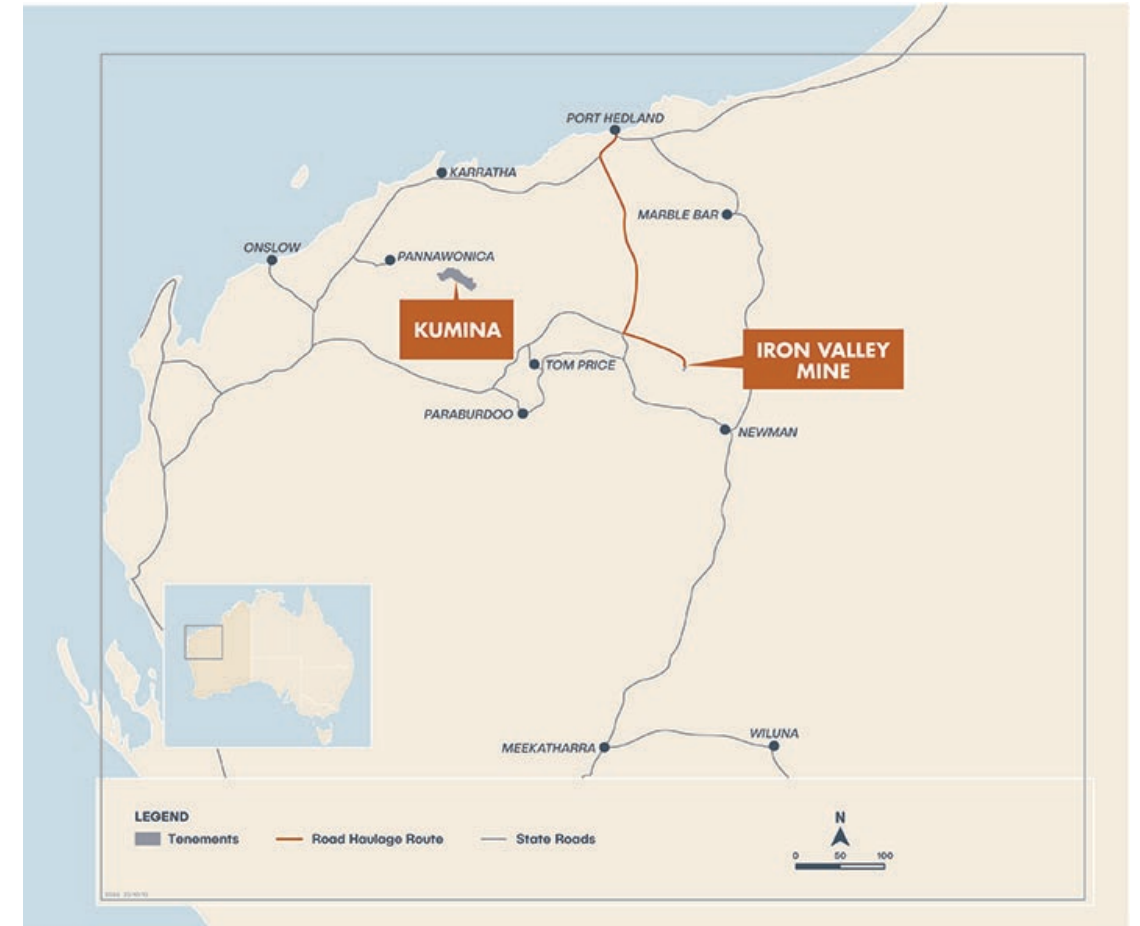 PORT HEDLAND
KARRATHA
MARBLE BAR
ONSLOW
PANNAWONICA
KUMINA
IRON VALLEY
MINE
TOM PRICE
PARABURDOO
NEWMAN
WILUNA
MEEKATHARRA
LEGEND
Tenements
Road Haulage Route
State Roads
N
0 50 100